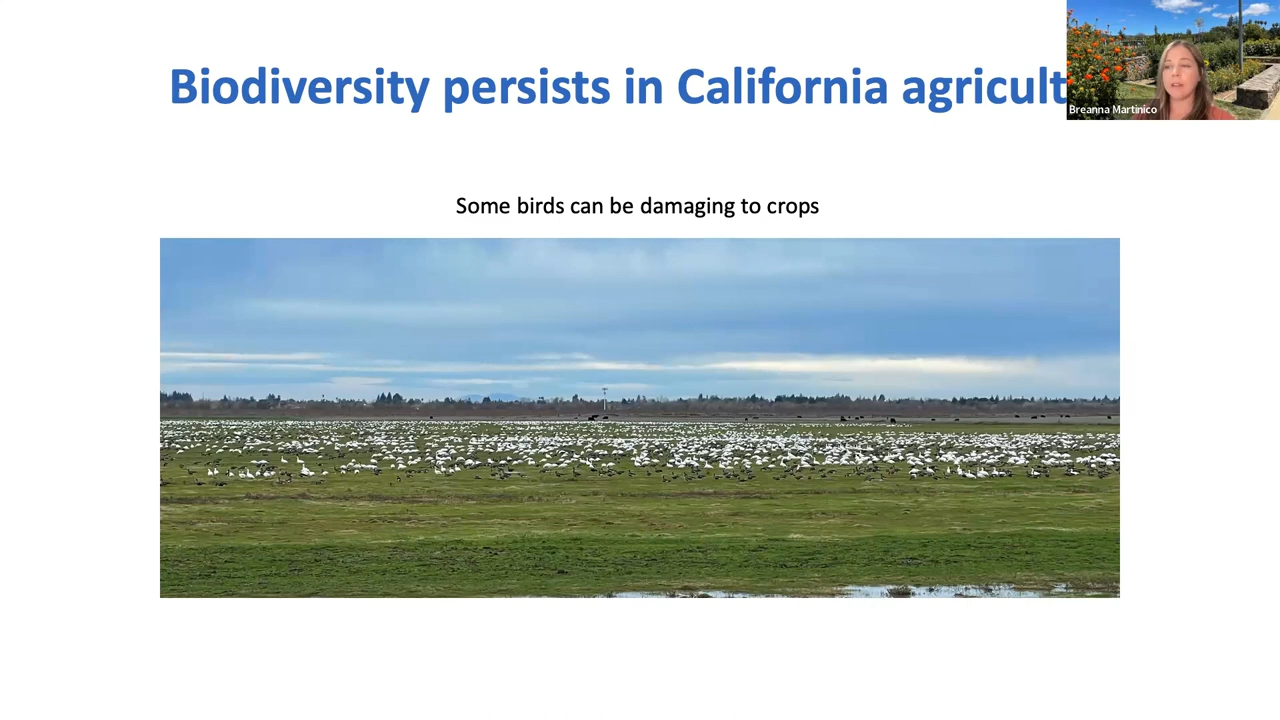 Biodiversity persists in California agricult
Breanna Martinico
Some birds can be damaging to crops